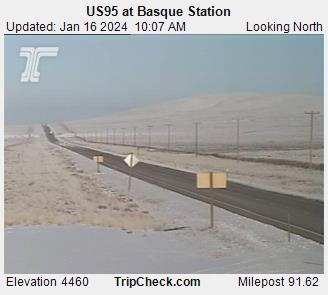 US95 at Basque Station
Updated: Jan 16 2024 10:07 AM Looking North
Elevation 4460 TripCheck.com Milepost 91.62